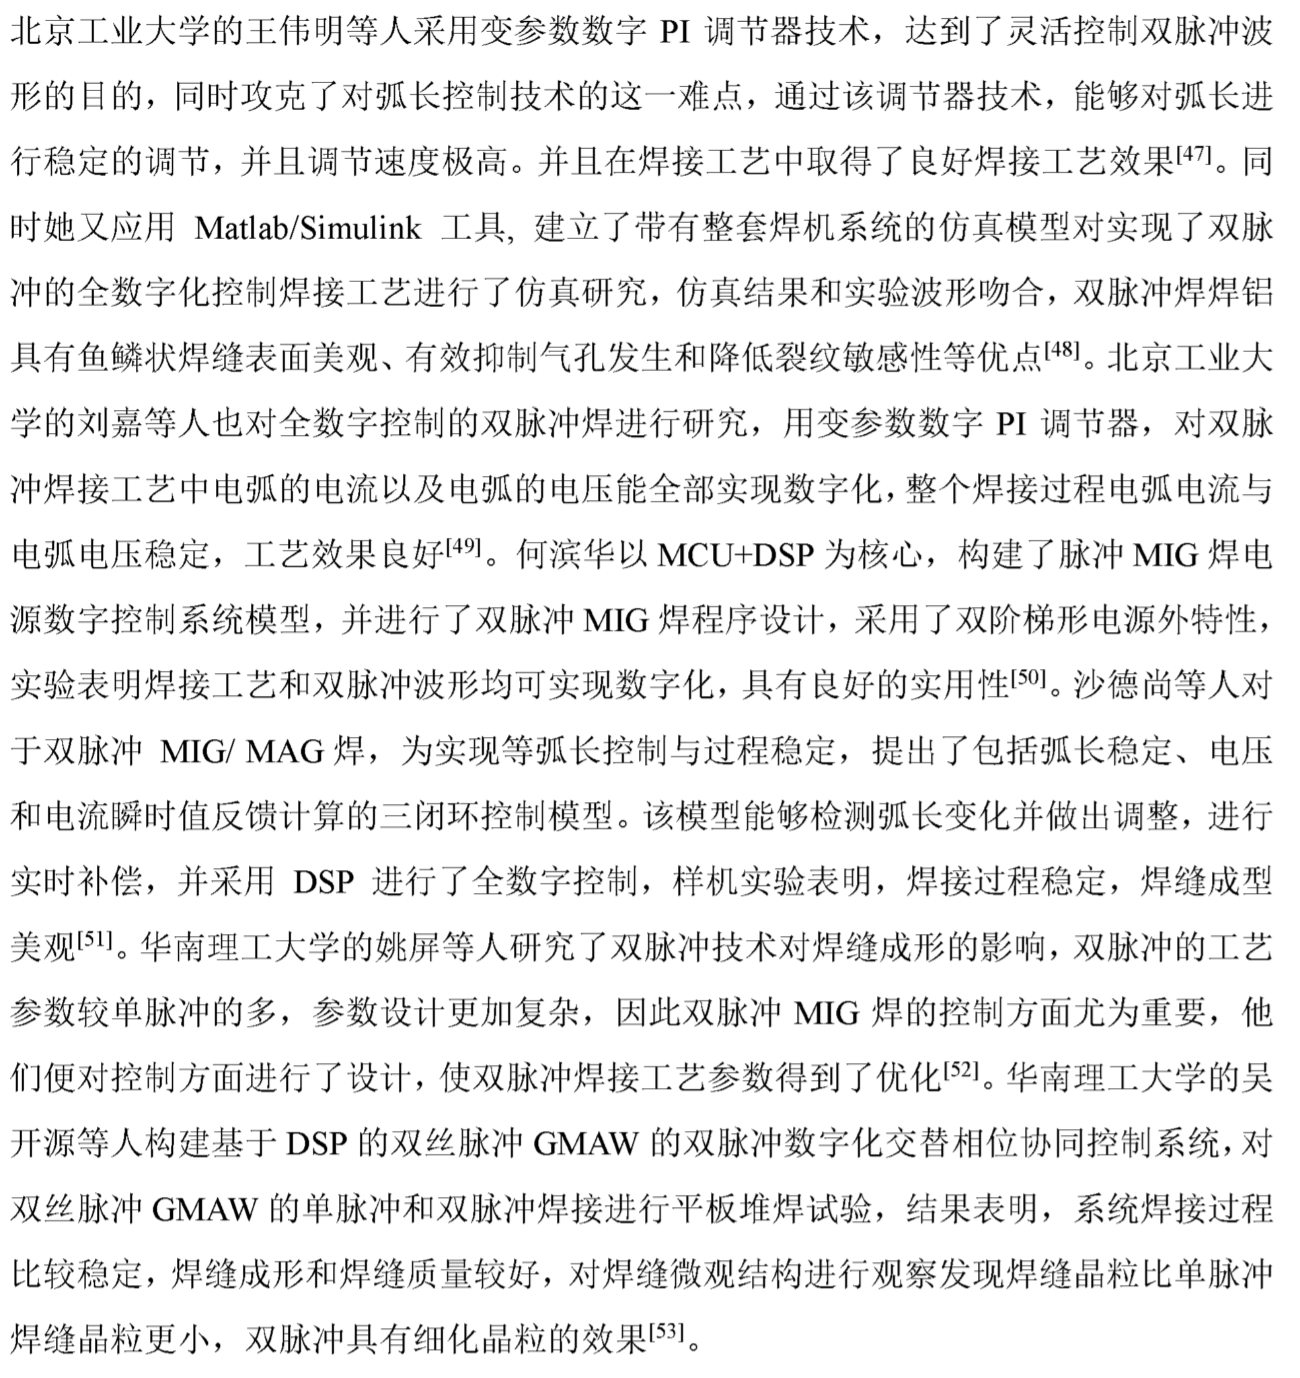 北京工业大学的王伟明等人采用变参数数字 PI 调节器技术，达到了灵活控制双脉冲波
形的目的，同时攻克了对弧长控制技术的这一难点，通过该调节器技术，能够对弧长进
行稳定的调节，并且调节速度极高。并且在焊接工艺中取得了良好焊接工艺效果[47]。同
时她又应用 Matlab/Simulink 工具, 建立了带有整套焊机系统的仿真模型对实现了双脉
冲的全数字化控制焊接工艺进行了仿真研究，仿真结果和实验波形吻合，双脉冲焊焊铝
具有鱼鳞状焊缝表面美观、有效抑制气孔发生和降低裂纹敏感性等优点[48]。北京工业大
学的刘嘉等人也对全数字控制的双脉冲焊进行研究，用变参数数字 PI 调节器，对双脉
冲焊接工艺中电弧的电流以及电弧的电压能全部实现数字化，整个焊接过程电弧电流与
电弧电压稳定，工艺效果良好[49]。何滨华以 MCU+DSP 为核心，构建了脉冲 MIG 焊电
源数字控制系统模型，并进行了双脉冲 MIG 焊程序设计，采用了双阶梯形电源外特性，
实验表明焊接工艺和双脉冲波形均可实现数字化，具有良好的实用性[50]。沙德尚等人对
于双脉冲 MIG/ MAG 焊，为实现等弧长控制与过程稳定，提出了包括弧长稳定、电压
和电流瞬时值反馈计算的三闭环控制模型。该模型能够检测弧长变化并做出调整，进行
实时补偿，并采用 DSP 进行了全数字控制，样机实验表明，焊接过程稳定，焊缝成型
美观[51]。华南理工大学的姚屏等人研究了双脉冲技术对焊缝成形的影响，双脉冲的工艺
参数较单脉冲的多，参数设计更加复杂，因此双脉冲 MIG 焊的控制方面尤为重要，他
们便对控制方面进行了设计，使双脉冲焊接工艺参数得到了优化[52]。华南理工大学的吴
开源等人构建基于 DSP 的双丝脉冲 GMAW 的双脉冲数字化交替相位协同控制系统，对
双丝脉冲 GMAW 的单脉冲和双脉冲焊接进行平板堆焊试验，结果表明，系统焊接过程
比较稳定，焊缝成形和焊缝质量较好，对焊缝微观结构进行观察发现焊缝晶粒比单脉冲
焊缝晶粒更小，双脉冲具有细化晶粒的效果[53]。